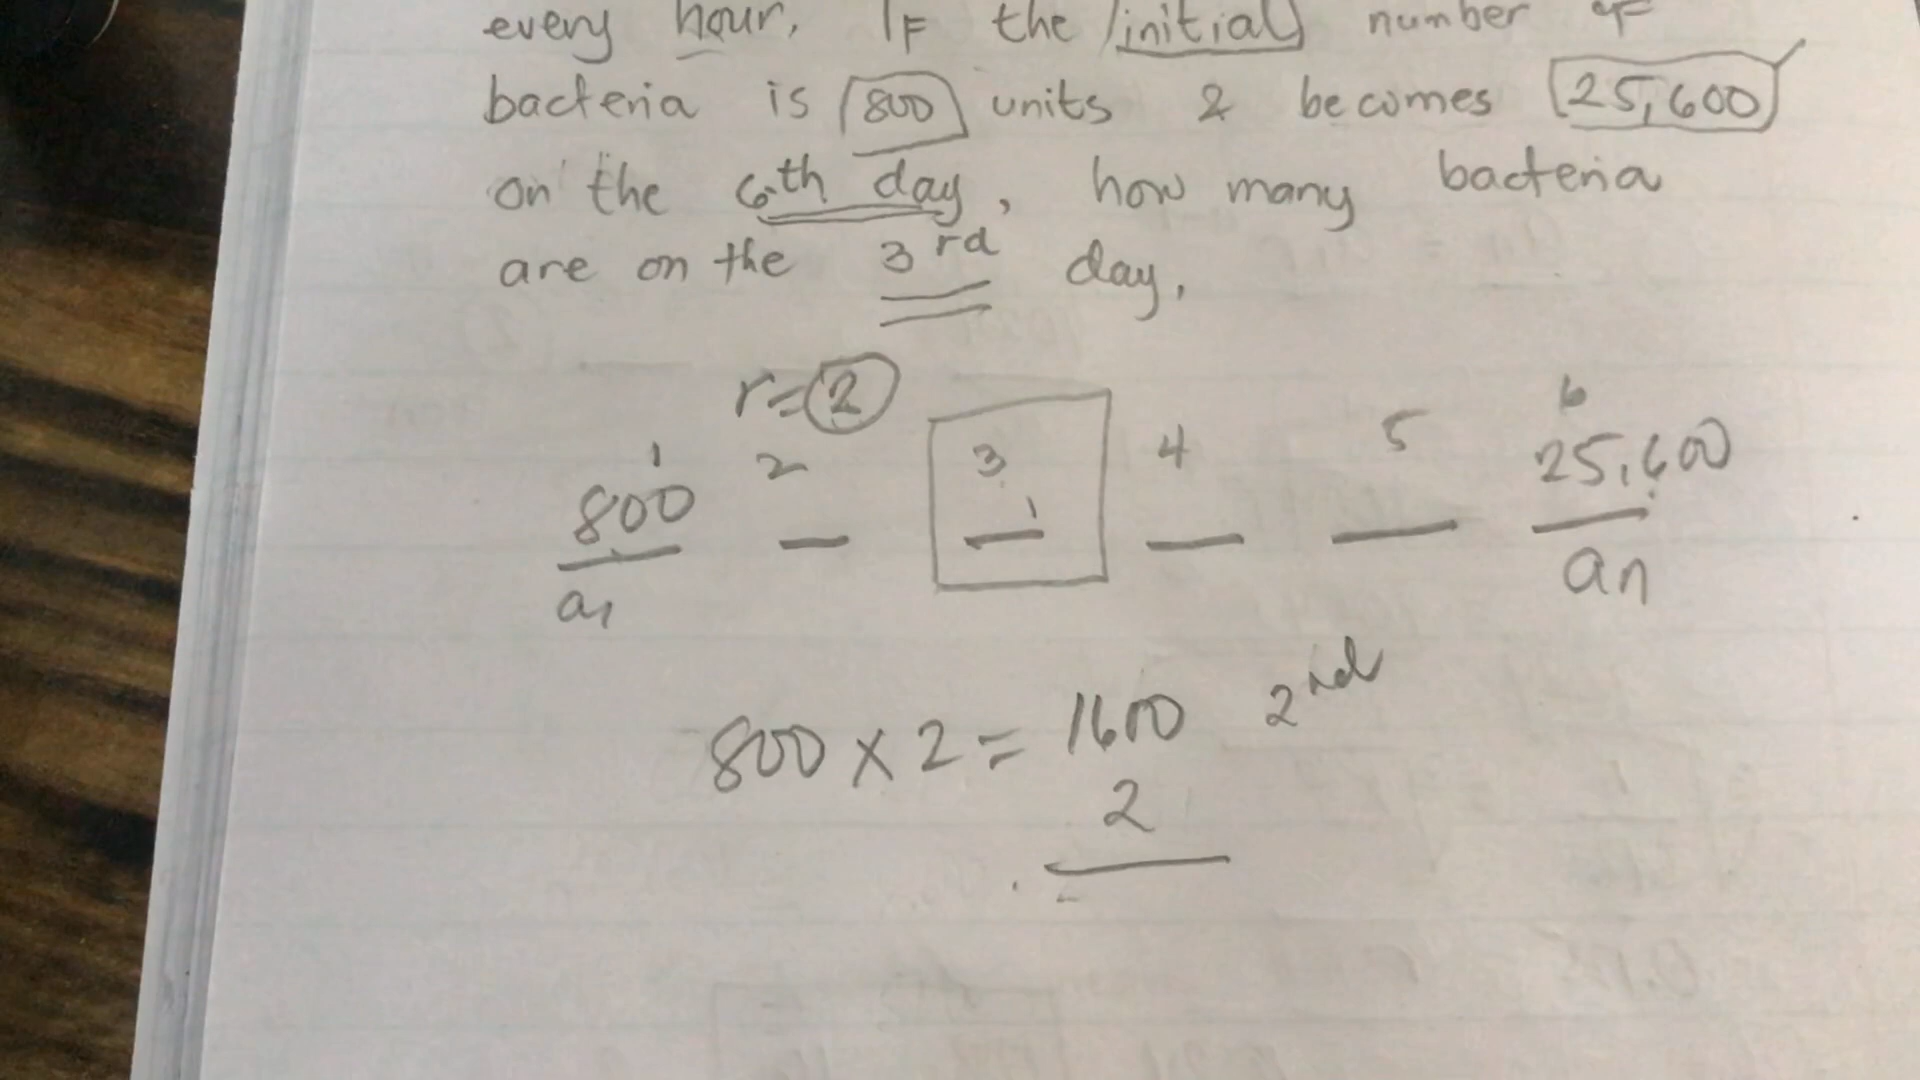 every hour. IF the initial number of
bacteria is 800 units & becomes 25,600
on the 6th day, how many bacteria
are on the 3rd day.
r=2
1 2 3 4 5 6
800 25,600
a1 an
800 x 2 = 1600 2nd
2